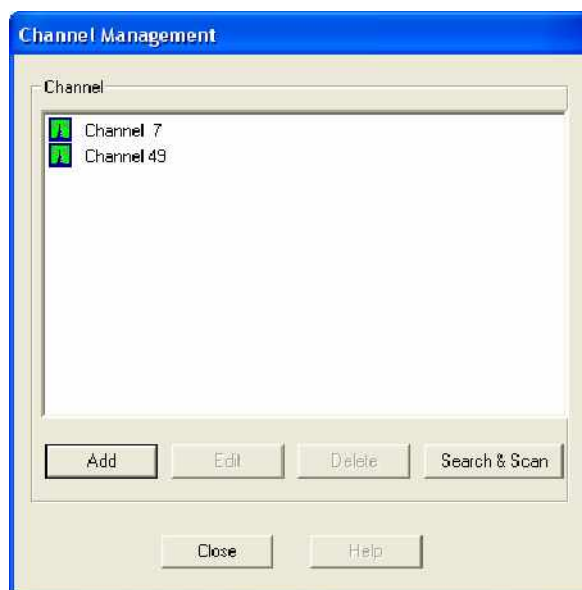 Channel Management
Channel
Channel 7
Channel 49
Add Edit Delete Search & Scan
Close Help